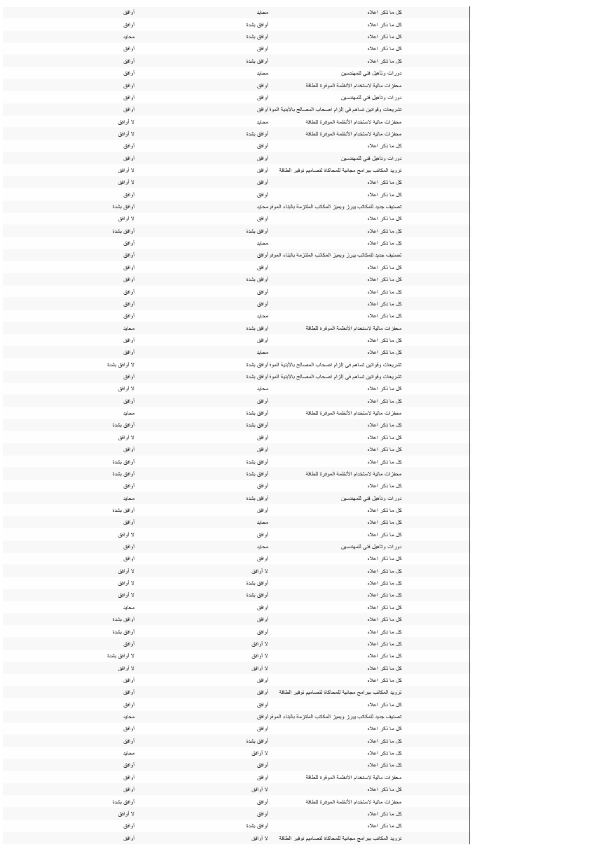 كل ما ذكر اعلاه محايد أوافق
كل ما ذكر اعلاه أوافق بشدة أوافق
كل ما ذكر اعلاه أوافق بشدة محايد
كل ما ذكر اعلاه أوافق أوافق
كل ما ذكر اعلاه أوافق بشدة أوافق
دورات وتأهيل فني للمهندسين محايد أوافق
محفزات مالية لاستخدام الأنظمة الموفرة للطاقة أوافق أوافق
دورات وتأهيل فني للمهندسين أوافق أوافق
تشريعات وقوانين تساهم في إلزام اصحاب المصالح بالأبنية الموة أوافق أوافق
محفزات مالية لاستخدام الأنظمة الموفرة للطاقة محايد لا أوافق
محفزات مالية لاستخدام الأنظمة الموفرة للطاقة أوافق بشدة لا أوافق
كل ما ذكر اعلاه أوافق أوافق
دورات وتأهيل فني للمهندسين أوافق أوافق
تزويد المكاتب ببرامج مجانية للمحاكاة لتصاميم توفير الطاقة أوافق لا أوافق
كل ما ذكر اعلاه أوافق لا أوافق
كل ما ذكر اعلاه أوافق أوافق
تصنيف جديد للمكاتب يبرز ويميز المكاتب الملتزمة بالبناء الموفر محايد أوافق بشدة
كل ما ذكر اعلاه أوافق لا أوافق
كل ما ذكر اعلاه أوافق بشدة أوافق بشدة
كل ما ذكر اعلاه محايد أوافق
تصنيف جديد للمكاتب يبرز ويميز المكاتب الملتزمة بالبناء الموفر أوافق أوافق
كل ما ذكر اعلاه أوافق أوافق
كل ما ذكر اعلاه أوافق بشدة أوافق
كل ما ذكر اعلاه أوافق أوافق
كل ما ذكر اعلاه أوافق أوافق
كل ما ذكر اعلاه محايد أوافق
محفزات مالية لاستخدام الأنظمة الموفرة للطاقة أوافق بشدة محايد
كل ما ذكر اعلاه أوافق أوافق
كل ما ذكر اعلاه محايد أوافق
تشريعات وقوانين تساهم في إلزام اصحاب المصالح بالأبنية الموة أوافق بشدة لا أوافق بشدة
تشريعات وقوانين تساهم في إلزام اصحاب المصالح بالأبنية الموة أوافق بشدة أوافق
كل ما ذكر اعلاه محايد لا أوافق
كل ما ذكر اعلاه أوافق أوافق
محفزات مالية لاستخدام الأنظمة الموفرة للطاقة أوافق بشدة محايد
كل ما ذكر اعلاه أوافق بشدة أوافق بشدة
كل ما ذكر اعلاه أوافق لا أوافق
كل ما ذكر اعلاه أوافق أوافق
كل ما ذكر اعلاه أوافق بشدة أوافق بشدة
محفزات مالية لاستخدام الأنظمة الموفرة للطاقة أوافق بشدة أوافق بشدة
كل ما ذكر اعلاه أوافق أوافق
دورات وتأهيل فني للمهندسين أوافق بشدة محايد
كل ما ذكر اعلاه أوافق أوافق بشدة
كل ما ذكر اعلاه محايد أوافق
كل ما ذكر اعلاه أوافق لا أوافق
دورات وتأهيل فني للمهندسين محايد أوافق
كل ما ذكر اعلاه أوافق أوافق
كل ما ذكر اعلاه لا أوافق لا أوافق
كل ما ذكر اعلاه أوافق بشدة لا أوافق
كل ما ذكر اعلاه أوافق بشدة لا أوافق
كل ما ذكر اعلاه أوافق محايد
كل ما ذكر اعلاه أوافق أوافق بشدة
كل ما ذكر اعلاه أوافق أوافق بشدة
كل ما ذكر اعلاه لا أوافق أوافق
كل ما ذكر اعلاه لا أوافق لا أوافق بشدة
كل ما ذكر اعلاه لا أوافق لا أوافق
كل ما ذكر اعلاه أوافق أوافق
تزويد المكاتب ببرامج مجانية للمحاكاة لتصاميم توفير الطاقة أوافق أوافق
كل ما ذكر اعلاه أوافق أوافق
تصنيف جديد للمكاتب يبرز ويميز المكاتب الملتزمة بالبناء الموفر أوافق محايد
كل ما ذكر اعلاه أوافق أوافق
كل ما ذكر اعلاه أوافق بشدة أوافق
كل ما ذكر اعلاه لا أوافق محايد
كل ما ذكر اعلاه أوافق أوافق
محفزات مالية لاستخدام الأنظمة الموفرة للطاقة أوافق أوافق
كل ما ذكر اعلاه لا أوافق أوافق
محفزات مالية لاستخدام الأنظمة الموفرة للطاقة أوافق أوافق بشدة
كل ما ذكر اعلاه أوافق لا أوافق
كل ما ذكر اعلاه أوافق بشدة أوافق
تزويد المكاتب ببرامج مجانية للمحاكاة لتصاميم توفير الطاقة لا أوافق أوافق